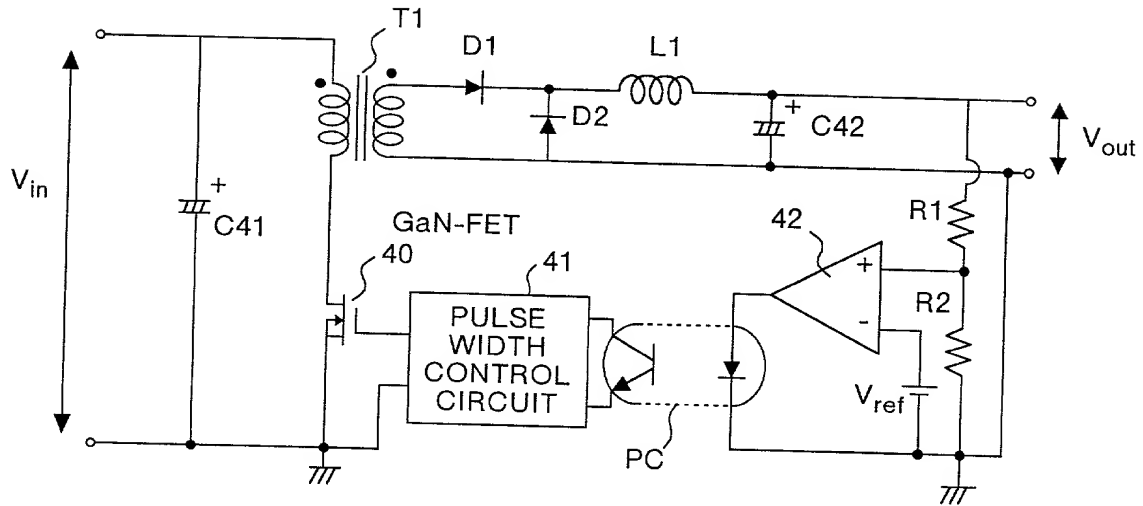 T1
D1
L1
D2
C42
V_out
V_in
C41
GaN-FET
40
41
42
R1
R2
+
-
+
+
PULSE
WIDTH
CONTROL
CIRCUIT
V_ref
PC